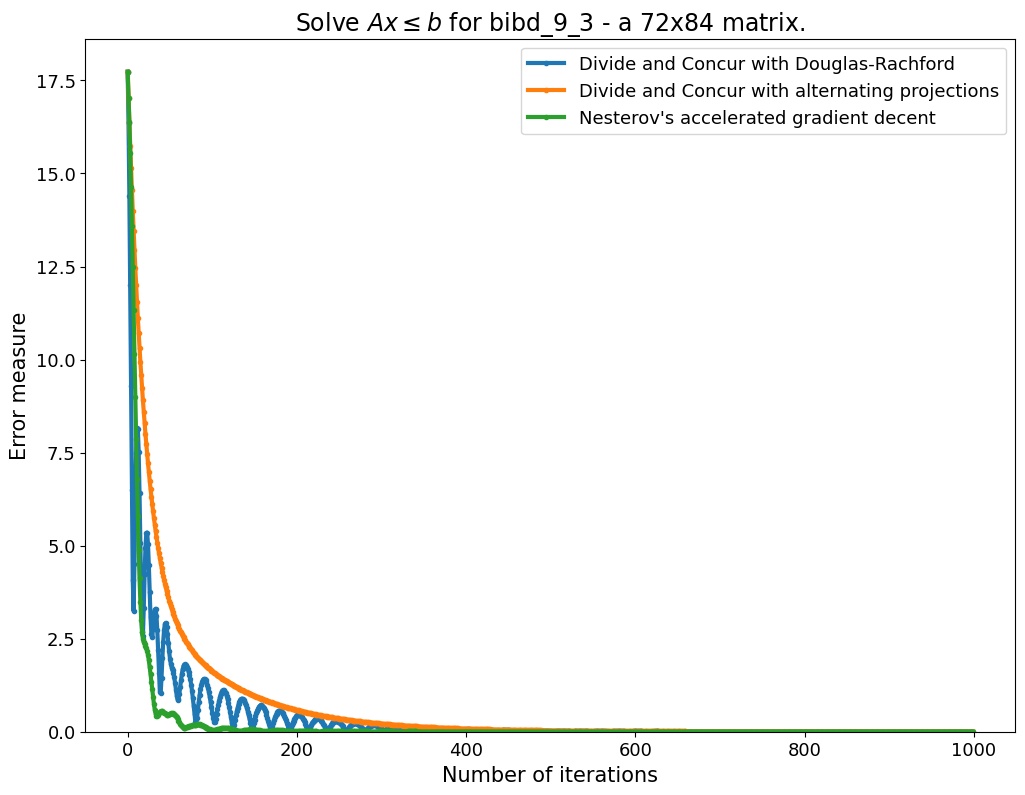 Solve Ax ≤ b for bibd_9_3 - a 72x84 matrix.
Divide and Concur with Douglas-Rachford
Divide and Concur with alternating projections
Nesterov's accelerated gradient decent
17.5
15.0
12.5
10.0
7.5
5.0
2.5
0.0
Error measure
0 200 400 600 800 1000
Number of iterations